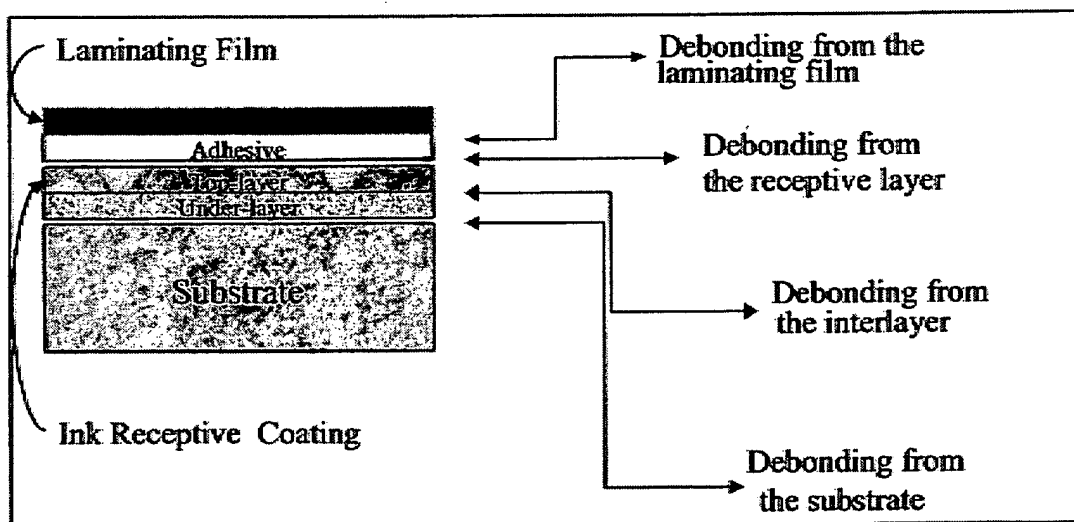 Laminating Film
Debonding from the
laminating film
Adhesive
Debonding from
the receptive layer
Top-layer
Under-layer
Substrate
Debonding from
the interlayer
Ink Receptive Coating
Debonding from
the substrate